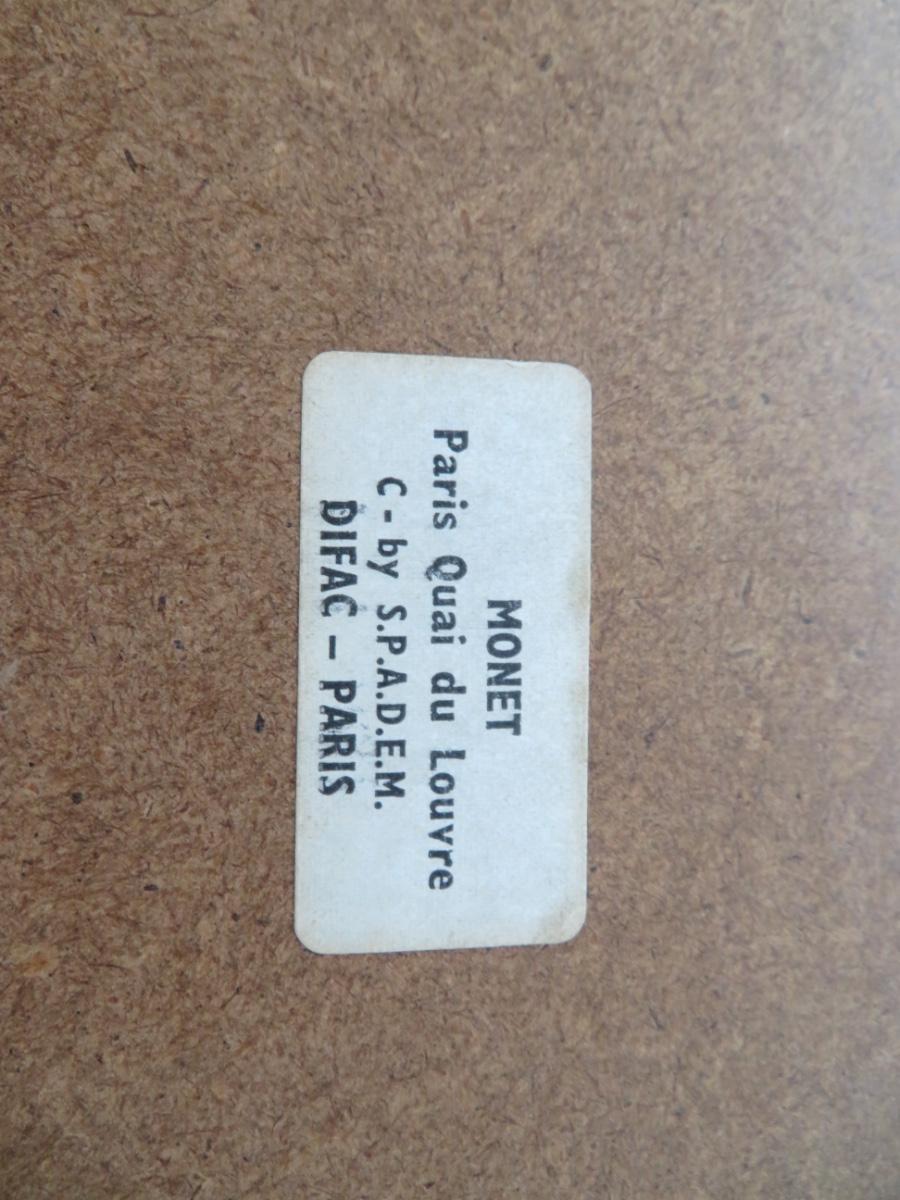 MONET
Paris Quai du Louvre
C - by S.P.A.D.E.M.
DIFAC - PARIS